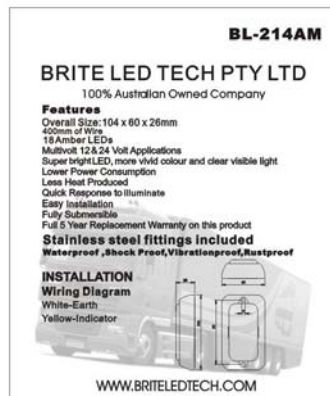 BL-214AM
BRITE LED TECH PTY LTD
100% Australian Owned Company
Features
Overall Size:104 x 60 x 26mm
400mm of Wire
18Amber LEDs
Multivolt 12&24 Volt Applications
Super bright LED, more vivid colour and clear visible light
Lower Power Consumption
Less Heat Produced
Quick Response to Illuminate
Easy Installation
Fully Submersible
Full 5 Year Replacement Warranty on this product
Stainless steel fittings included
Waterproof ,Shock Proof,Vibrationproof,Rustproof
INSTALLATION
Wiring Diagram
White-Earth
Yellow-Indicator
WWW.BRITELEDTECH.COM